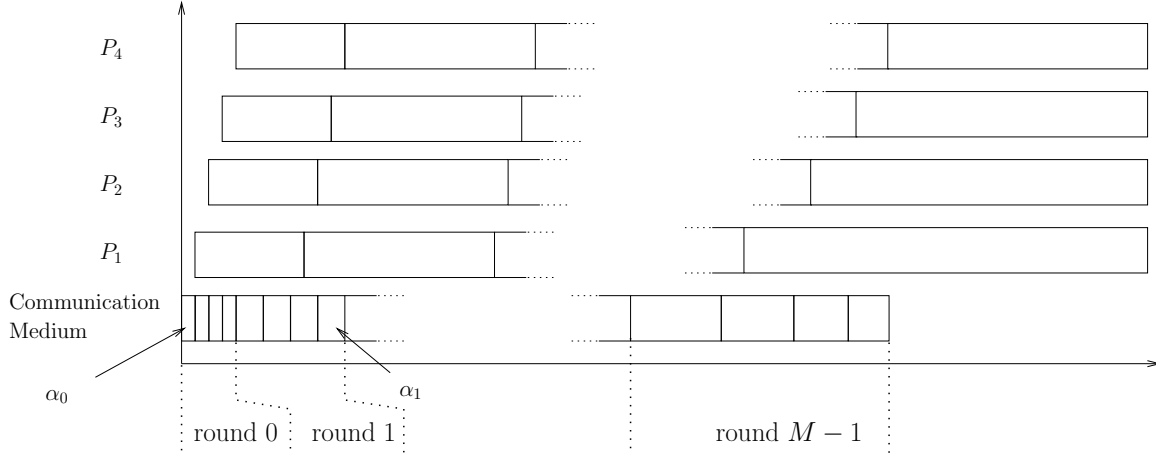 P₄
P₃
P₂
P₁
Communication
Medium
α₀
α₁
round 0
round 1
round M − 1